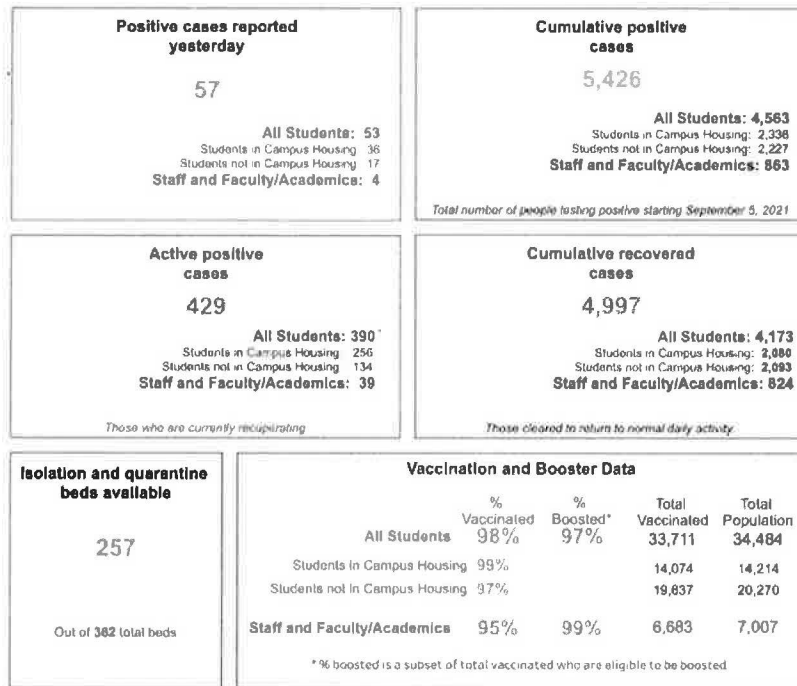 Positive cases reported
yesterday
57
All Students: 53
Students in Campus Housing 36
Students not in Campus Housing 17
Staff and Faculty/Academics: 4
Cumulative positive
cases
5,426
All Students: 4,563
Students in Campus Housing: 2,336
Students not in Campus Housing: 2,227
Staff and Faculty/Academics: 863
Total number of people testing positive starting September 5, 2021
Active positive
cases
429
All Students: 390
Students in Campus Housing 256
Students not in Campus Housing 134
Staff and Faculty/Academics: 39
Those who are currently recuperating
Cumulative recovered
cases
4,997
All Students: 4,173
Students in Campus Housing: 2,080
Students not in Campus Housing: 2,093
Staff and Faculty/Academics: 824
Those cleared to return to normal daily activity
Isolation and quarantine
beds available
257
Out of 382 total beds
Vaccination and Booster Data
% Vaccinated % Boosted* Total Vaccinated Total Population
All Students 98% 97% 33,711 34,484
Students in Campus Housing 99% 14,074 14,214
Students not in Campus Housing 97% 19,637 20,270
Staff and Faculty/Academics 95% 99% 6,683 7,007
* % boosted is a subset of total vaccinated who are eligible to be boosted